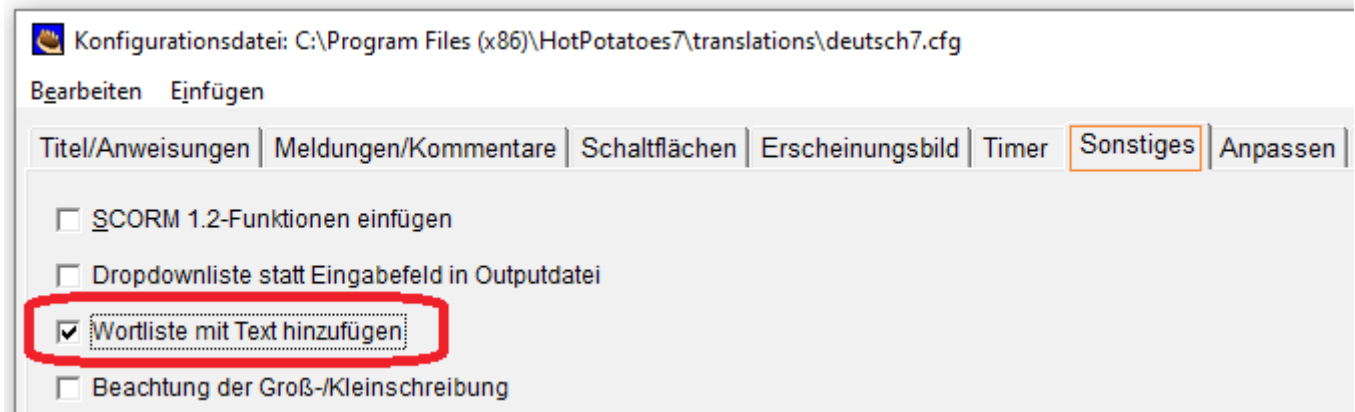 Konfigurationsdatei: C:\Program Files (x86)\HotPotatoes7\translations\deutsch7.cfg
Bearbeiten Einfügen
Titel/Anweisungen Meldungen/Kommentare Schaltflächen Erscheinungsbild Timer Sonstiges Anpassen
SCORM 1.2-Funktionen einfügen
Dropdownliste statt Eingabefeld in Outputdatei
Wortliste mit Text hinzufügen
Beachtung der Groß-/Kleinschreibung